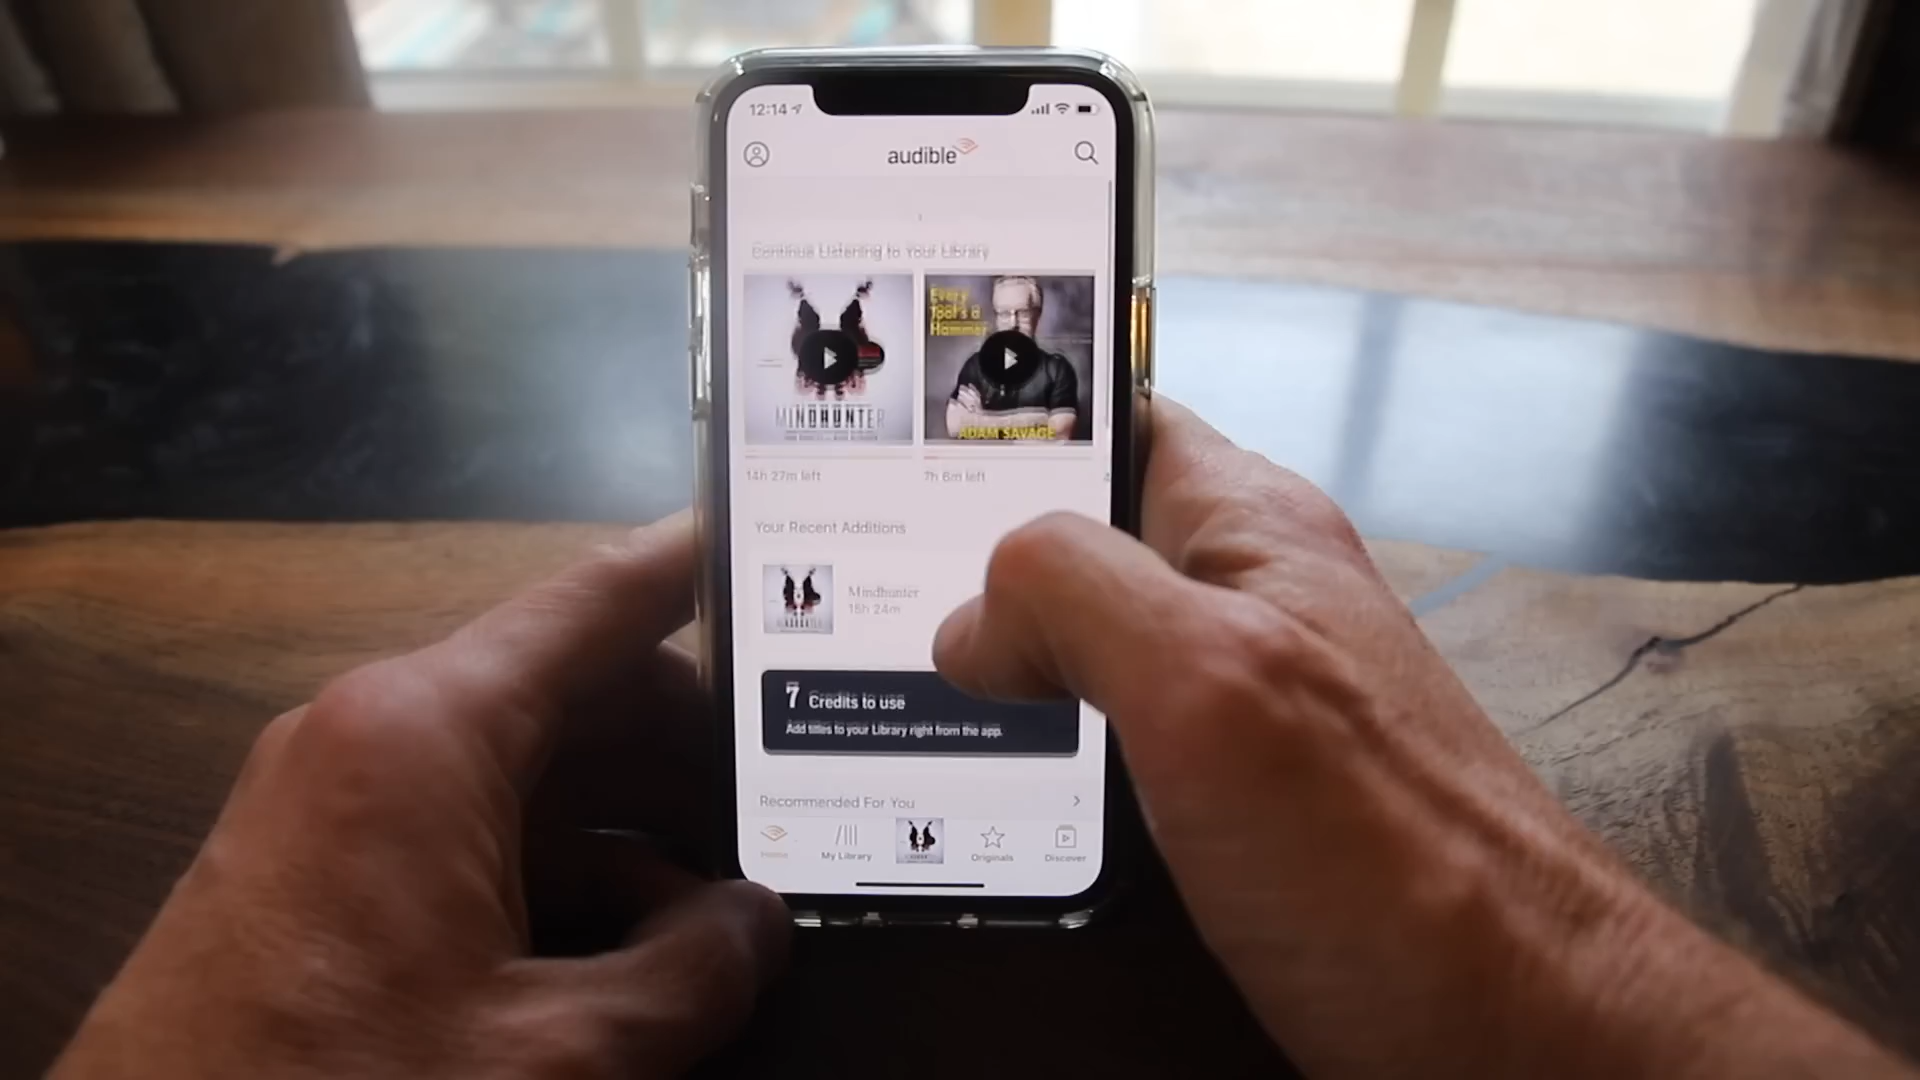 12:14
audible
Continue Listening to Your Library
MINDHUNTER
Every
Tool's a
Hammer
ADAM SAVAGE
14h 27m left
7h 6m left
4
Your Recent Additions
Mindhunter
15h 24m
7 Credits to use
Add titles to your Library right from the app.
Recommended For You
Home
My Library
Originals
Discover